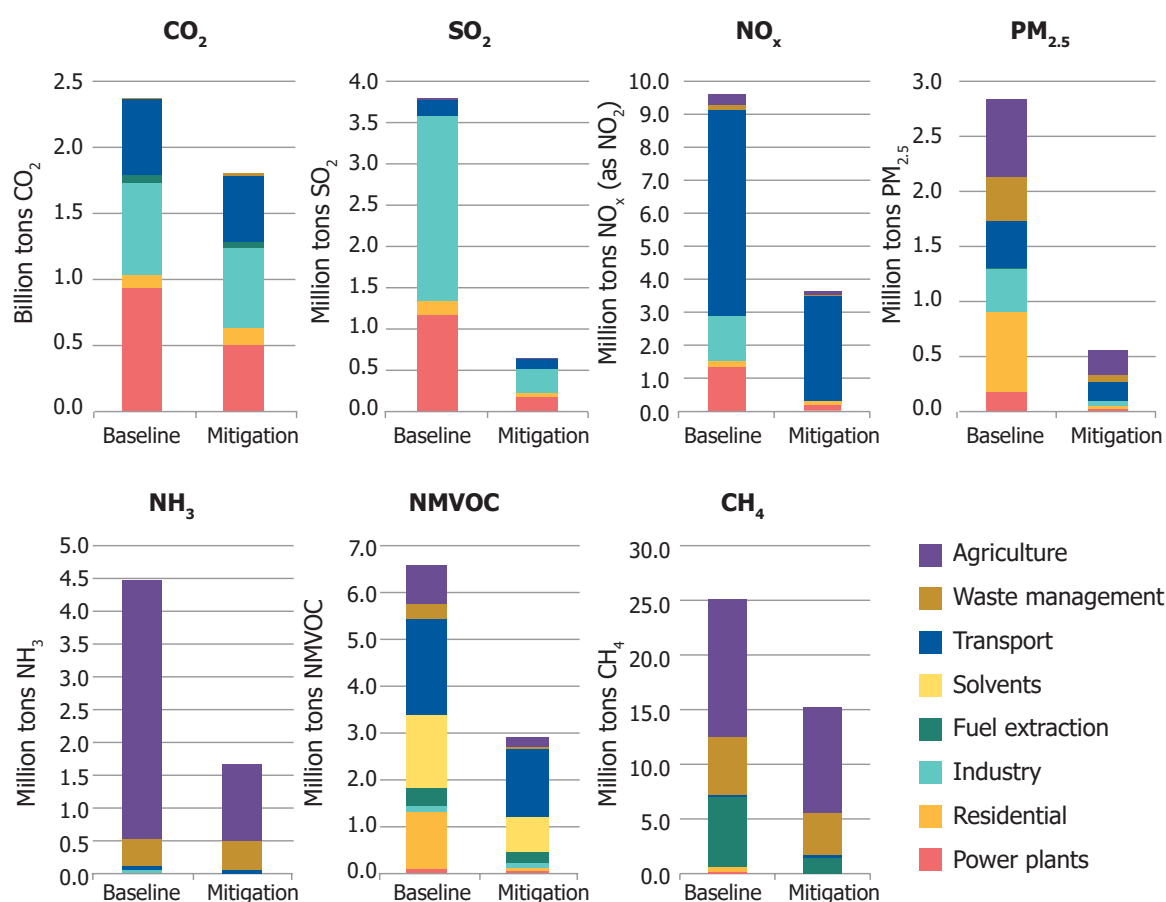 CO₂
Billion tons CO₂
2.5
2.0
1.5
1.0
0.5
0.0
Baseline Mitigation
SO₂
Million tons SO₂
4.0
3.5
3.0
2.5
2.0
1.5
1.0
0.5
0.0
Baseline Mitigation
NOₓ
Million tons NOₓ (as NO₂)
10.0
9.0
8.0
7.0
6.0
5.0
4.0
3.0
2.0
1.0
0.0
Baseline Mitigation
PM₂.₅
Million tons PM₂.₅
3.0
2.5
2.0
1.5
1.0
0.5
0.0
Baseline Mitigation
NH₃
Million tons NH₃
5.0
4.5
4.0
3.5
3.0
2.5
2.0
1.5
1.0
0.5
0.0
Baseline Mitigation
NMVOC
Million tons NMVOC
7.0
6.0
5.0
4.0
3.0
2.0
1.0
0.0
Baseline Mitigation
CH₄
Million tons CH₄
30.0
25.0
20.0
15.0
10.0
5.0
0.0
Baseline Mitigation
Agriculture
Waste management
Transport
Solvents
Fuel extraction
Industry
Residential
Power plants